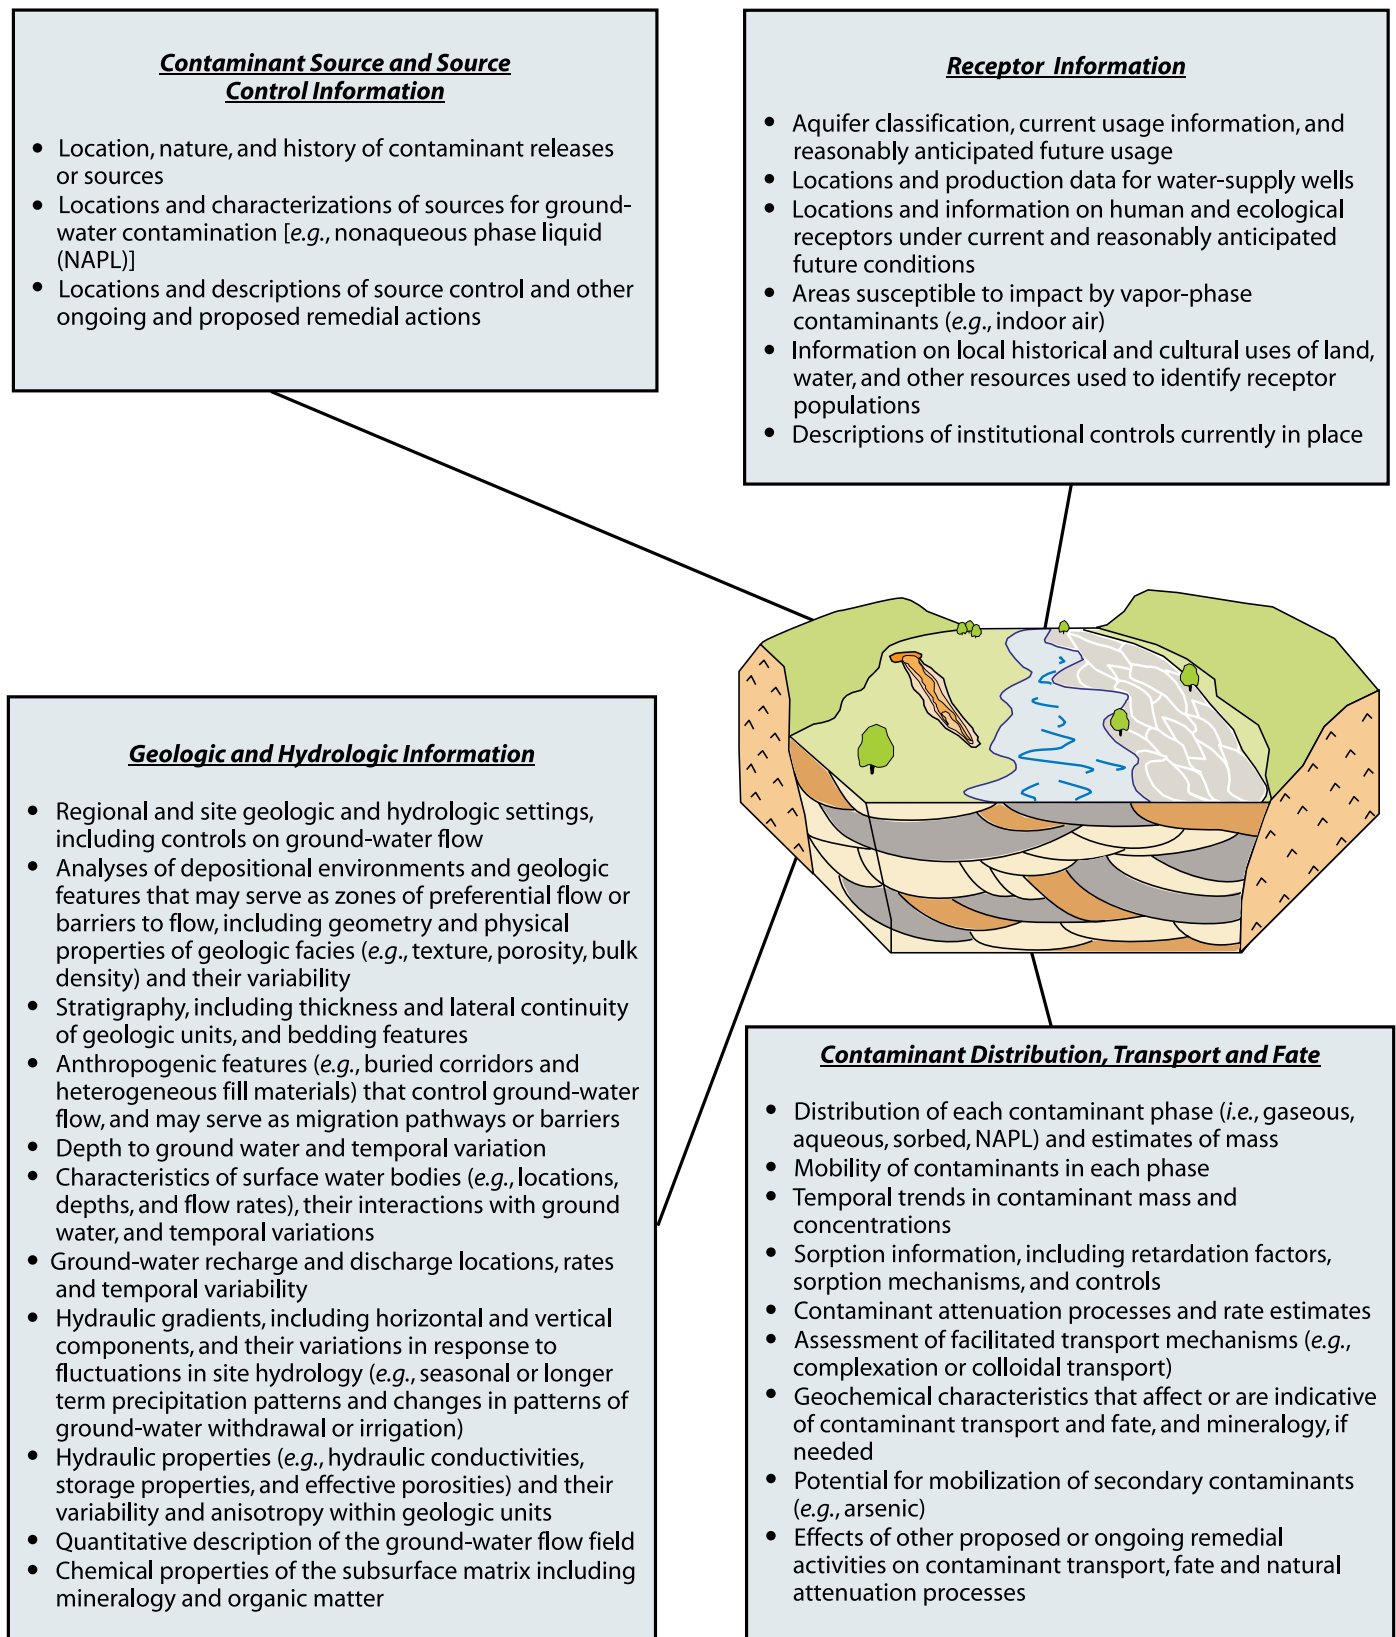 Contaminant Source and Source
Control Information
• Location, nature, and history of contaminant releases
or sources
• Locations and characterizations of sources for ground-
water contamination [e.g., nonaqueous phase liquid
(NAPL)]
• Locations and descriptions of source control and other
ongoing and proposed remedial actions
Receptor Information
• Aquifer classification, current usage information, and
reasonably anticipated future usage
• Locations and production data for water-supply wells
• Locations and information on human and ecological
receptors under current and reasonably anticipated
future conditions
• Areas susceptible to impact by vapor-phase
contaminants (e.g., indoor air)
• Information on local historical and cultural uses of land,
water, and other resources used to identify receptor
populations
• Descriptions of institutional controls currently in place
Geologic and Hydrologic Information
• Regional and site geologic and hydrologic settings,
including controls on ground-water flow
• Analyses of depositional environments and geologic
features that may serve as zones of preferential flow or
barriers to flow, including geometry and physical
properties of geologic facies (e.g., texture, porosity, bulk
density) and their variability
• Stratigraphy, including thickness and lateral continuity
of geologic units, and bedding features
• Anthropogenic features (e.g., buried corridors and
heterogeneous fill materials) that control ground-water
flow, and may serve as migration pathways or barriers
• Depth to ground water and temporal variation
• Characteristics of surface water bodies (e.g., locations,
depths, and flow rates), their interactions with ground
water, and temporal variations
• Ground-water recharge and discharge locations, rates
and temporal variability
• Hydraulic gradients, including horizontal and vertical
components, and their variations in response to
fluctuations in site hydrology (e.g., seasonal or longer
term precipitation patterns and changes in patterns of
ground-water withdrawal or irrigation)
• Hydraulic properties (e.g., hydraulic conductivities,
storage properties, and effective porosities) and their
variability and anisotropy within geologic units
• Quantitative description of the ground-water flow field
• Chemical properties of the subsurface matrix including
mineralogy and organic matter
Contaminant Distribution, Transport and Fate
• Distribution of each contaminant phase (i.e., gaseous,
aqueous, sorbed, NAPL) and estimates of mass
• Mobility of contaminants in each phase
• Temporal trends in contaminant mass and
concentrations
• Sorption information, including retardation factors,
sorption mechanisms, and controls
• Contaminant attenuation processes and rate estimates
• Assessment of facilitated transport mechanisms (e.g.,
complexation or colloidal transport)
• Geochemical characteristics that affect or are indicative
of contaminant transport and fate, and mineralogy, if
needed
• Potential for mobilization of secondary contaminants
(e.g., arsenic)
• Effects of other proposed or ongoing remedial
activities on contaminant transport, fate and natural
attenuation processes